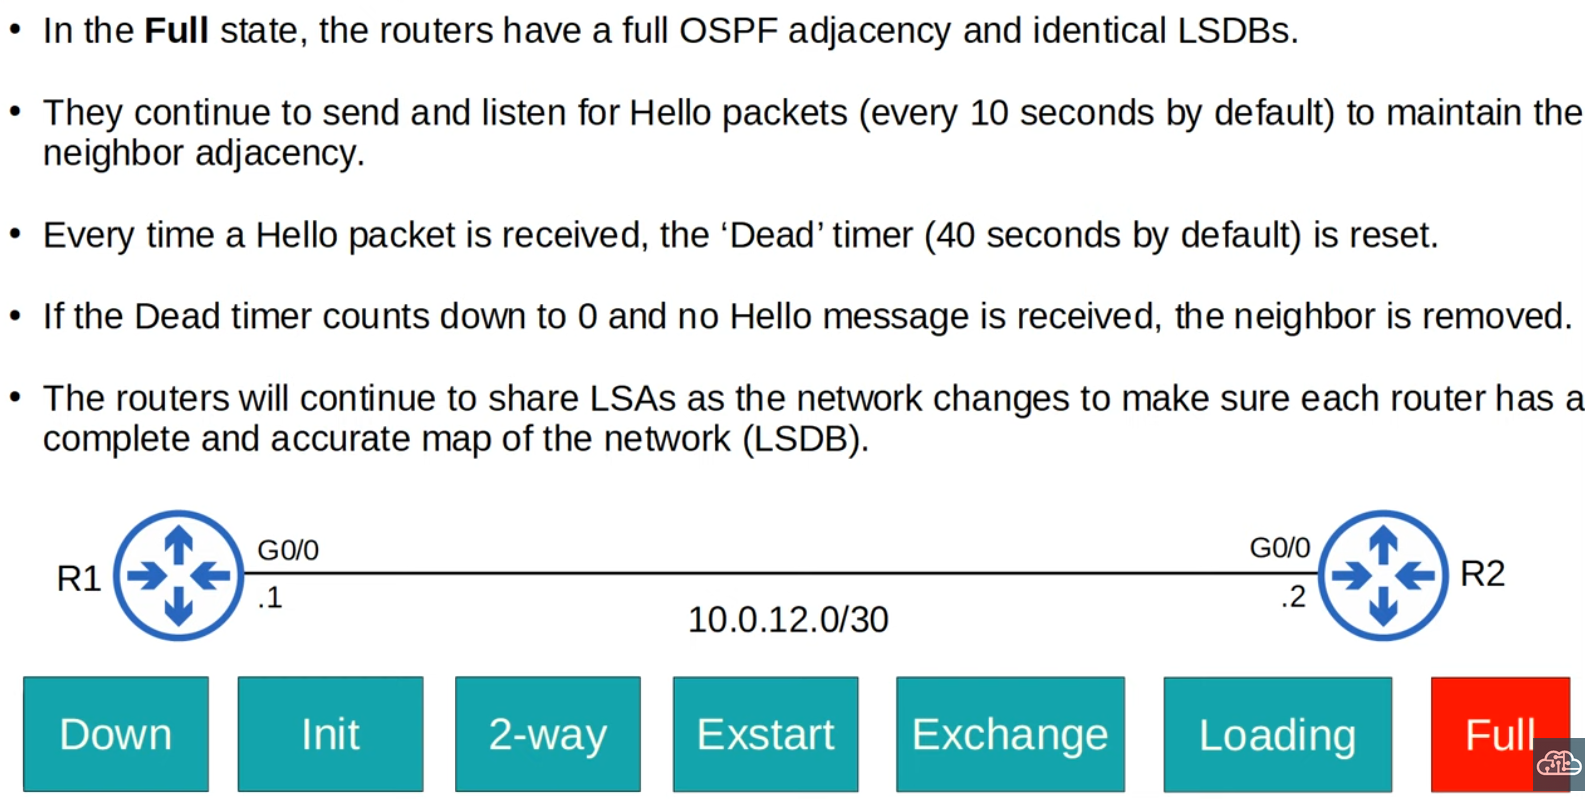 • In the Full state, the routers have a full OSPF adjacency and identical LSDBs.
• They continue to send and listen for Hello packets (every 10 seconds by default) to maintain the
neighbor adjacency.
• Every time a Hello packet is received, the ‘Dead’ timer (40 seconds by default) is reset.
• If the Dead timer counts down to 0 and no Hello message is received, the neighbor is removed.
• The routers will continue to share LSAs as the network changes to make sure each router has a
complete and accurate map of the network (LSDB).
R1
G0/0
.1
10.0.12.0/30
G0/0
.2
R2
Down
Init
2-way
Exstart
Exchange
Loading
Full